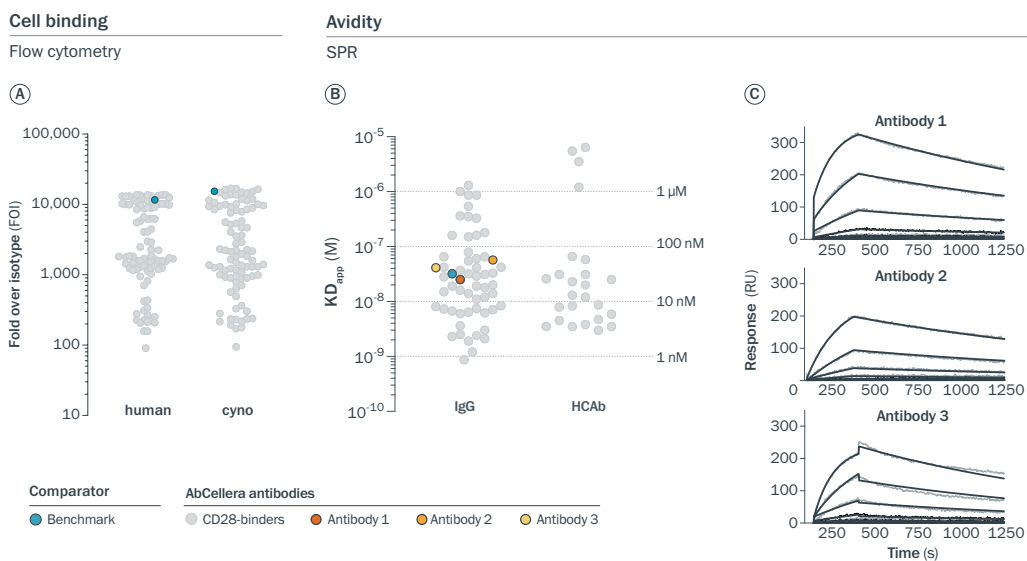 Cell binding
Flow cytometry
Avidity
SPR
A
B
C
Fold over isotype (FOI)
100,000
10,000
1,000
100
10
human
cyno
KDapp (M)
10-5
10-6
10-7
10-8
10-9
10-10
1 µM
100 nM
10 nM
1 nM
IgG
HCAb
Response (RU)
Antibody 1
300
200
100
0
250 500 750 1000 1250
Antibody 2
300
200
100
0 250 500 750 1000 1250
Antibody 3
300
200
100
0
250 500 750 1000 1250
Time (s)
Comparator
Benchmark
AbCellera antibodies
CD28-binders
Antibody 1
Antibody 2
Antibody 3